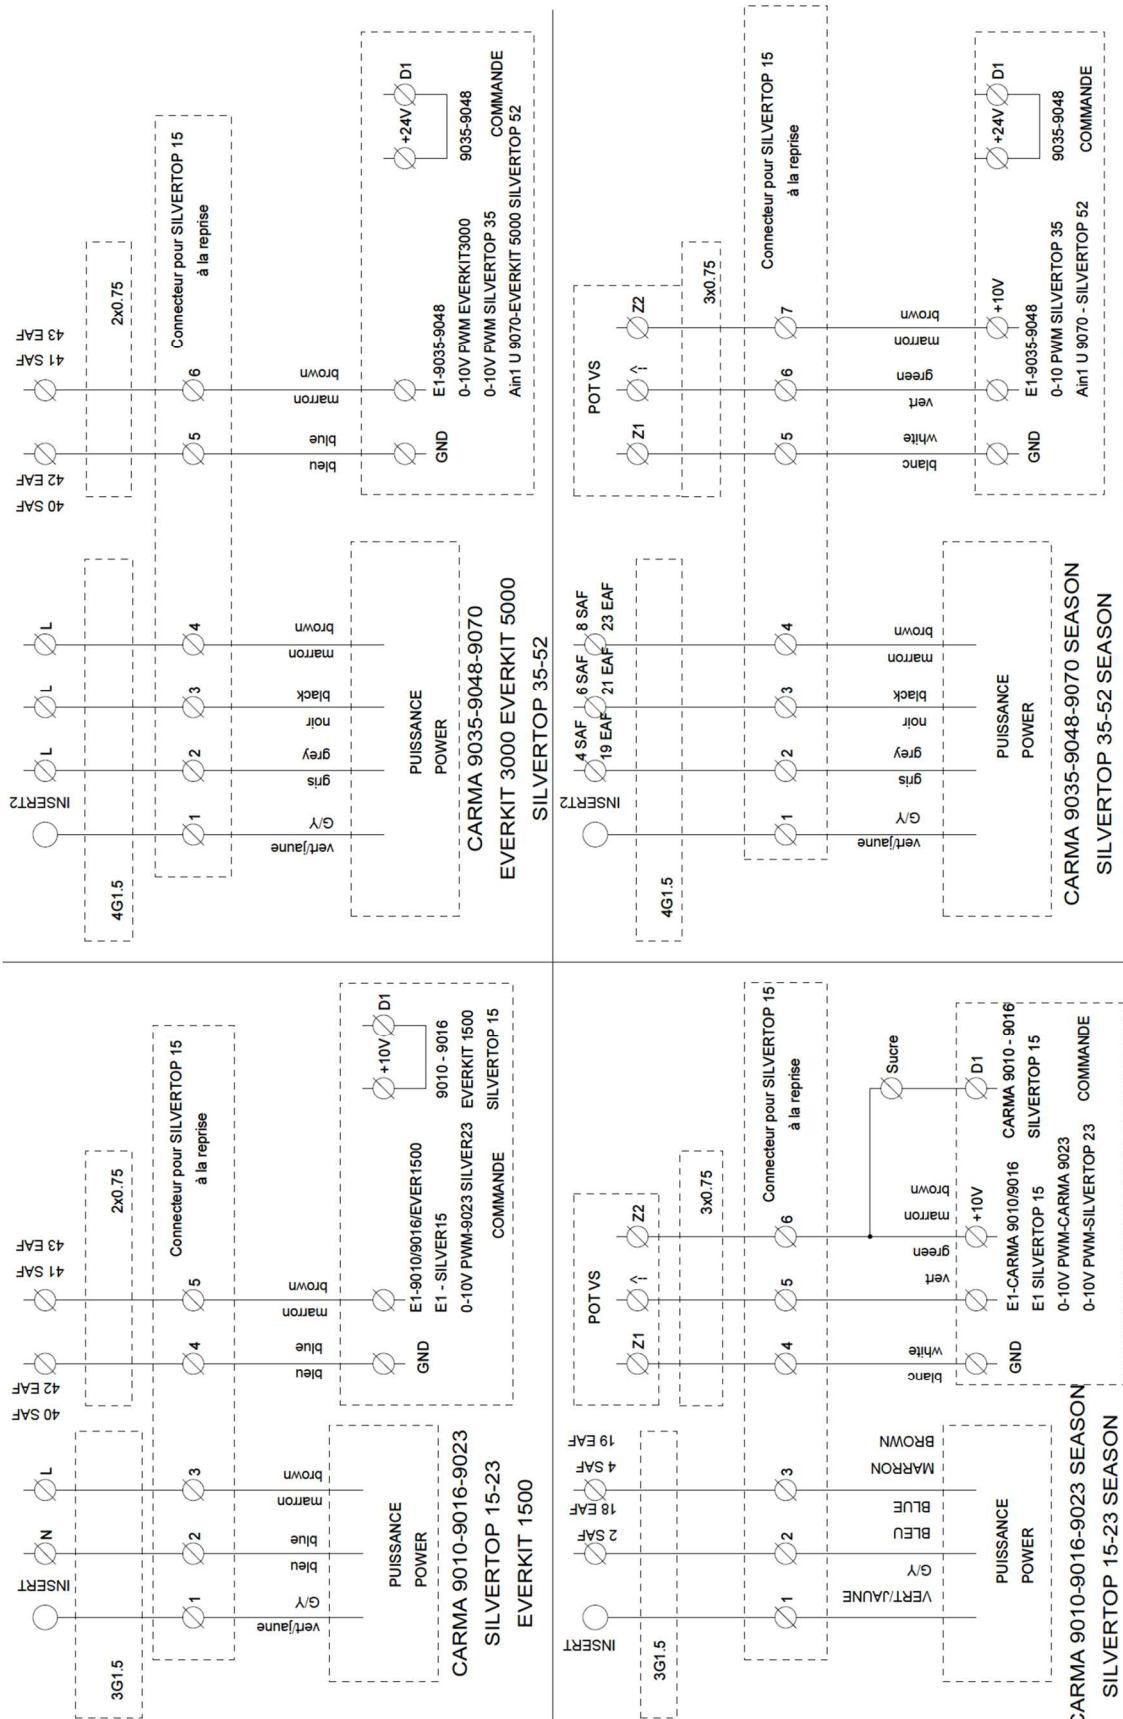 INSERT
N
L
40 SAF
42 EAF
41 SAF
43 EAF
3G1.5
2x0.75
Connecteur pour SILVERTOP 15
à la reprise
1
2
3
4
5
vert/jaune
G/Y
bleu
blue
marron
brown
bleu
blue
marron
brown
PUISSANCE
POWER
GND
E1-9010/9016/EVER1500
E1 - SILVER15
0-10V PWM-9023 SILVER23
COMMANDE
+10V
D1
9010 - 9016
EVERKIT 1500
SILVERTOP 15
CARMA 9010-9016-9023
SILVERTOP 15-23
EVERKIT 1500
INSERT2
L
L
L
40 SAF
42 EAF
41 SAF
43 EAF
4G1.5
2x0.75
Connecteur pour SILVERTOP 15
à la reprise
1
2
3
4
5
6
vert/jaune
G/Y
gris
grey
noir
black
marron
brown
bleu
blue
marron
brown
PUISSANCE
POWER
GND
E1-9035-9048
0-10V PWM EVERKIT3000
0-10V PWM SILVERTOP 35
Ain1 U 9070-EVERKIT 5000 SILVERTOP 52
+24V
D1
9035-9048
COMMANDE
CARMA 9035-9048-9070
EVERKIT 3000 EVERKIT 5000
SILVERTOP 35-52
INSERT
2 SAF
18 EAF
4 SAF
19 EAF
POT VS
Z1
Z2
3G1.5
3x0.75
Connecteur pour SILVERTOP 15
à la reprise
1
2
3
4
5
6
VERT/JAUNE
G/Y
BLEU
BLUE
MARRON
BROWN
blanc
white
vert
green
marron
brown
Sucre
PUISSANCE
POWER
GND
E1-CARMA 9010/9016
E1 SILVERTOP 15
0-10V PWM-CARMA 9023
0-10V PWM-SILVERTOP 23
+10V
D1
CARMA 9010 - 9016
SILVERTOP 15
COMMANDE
CARMA 9010-9016-9023 SEASON
SILVERTOP 15-23 SEASON
INSERT2
4 SAF
19 EAF
6 SAF
21 EAF
8 SAF
23 EAF
POT VS
Z1
Z2
4G1.5
3x0.75
Connecteur pour SILVERTOP 15
à la reprise
1
2
3
4
5
6
7
vert/jaune
G/Y
gris
grey
noir
black
marron
brown
blanc
white
vert
green
marron
brown
PUISSANCE
POWER
GND
E1-9035-9048
0-10 PWM SILVERTOP 35
Ain1 U 9070 - SILVERTOP 52
+10V
+24V
D1
9035-9048
COMMANDE
CARMA 9035-9048-9070 SEASON
SILVERTOP 35-52 SEASON